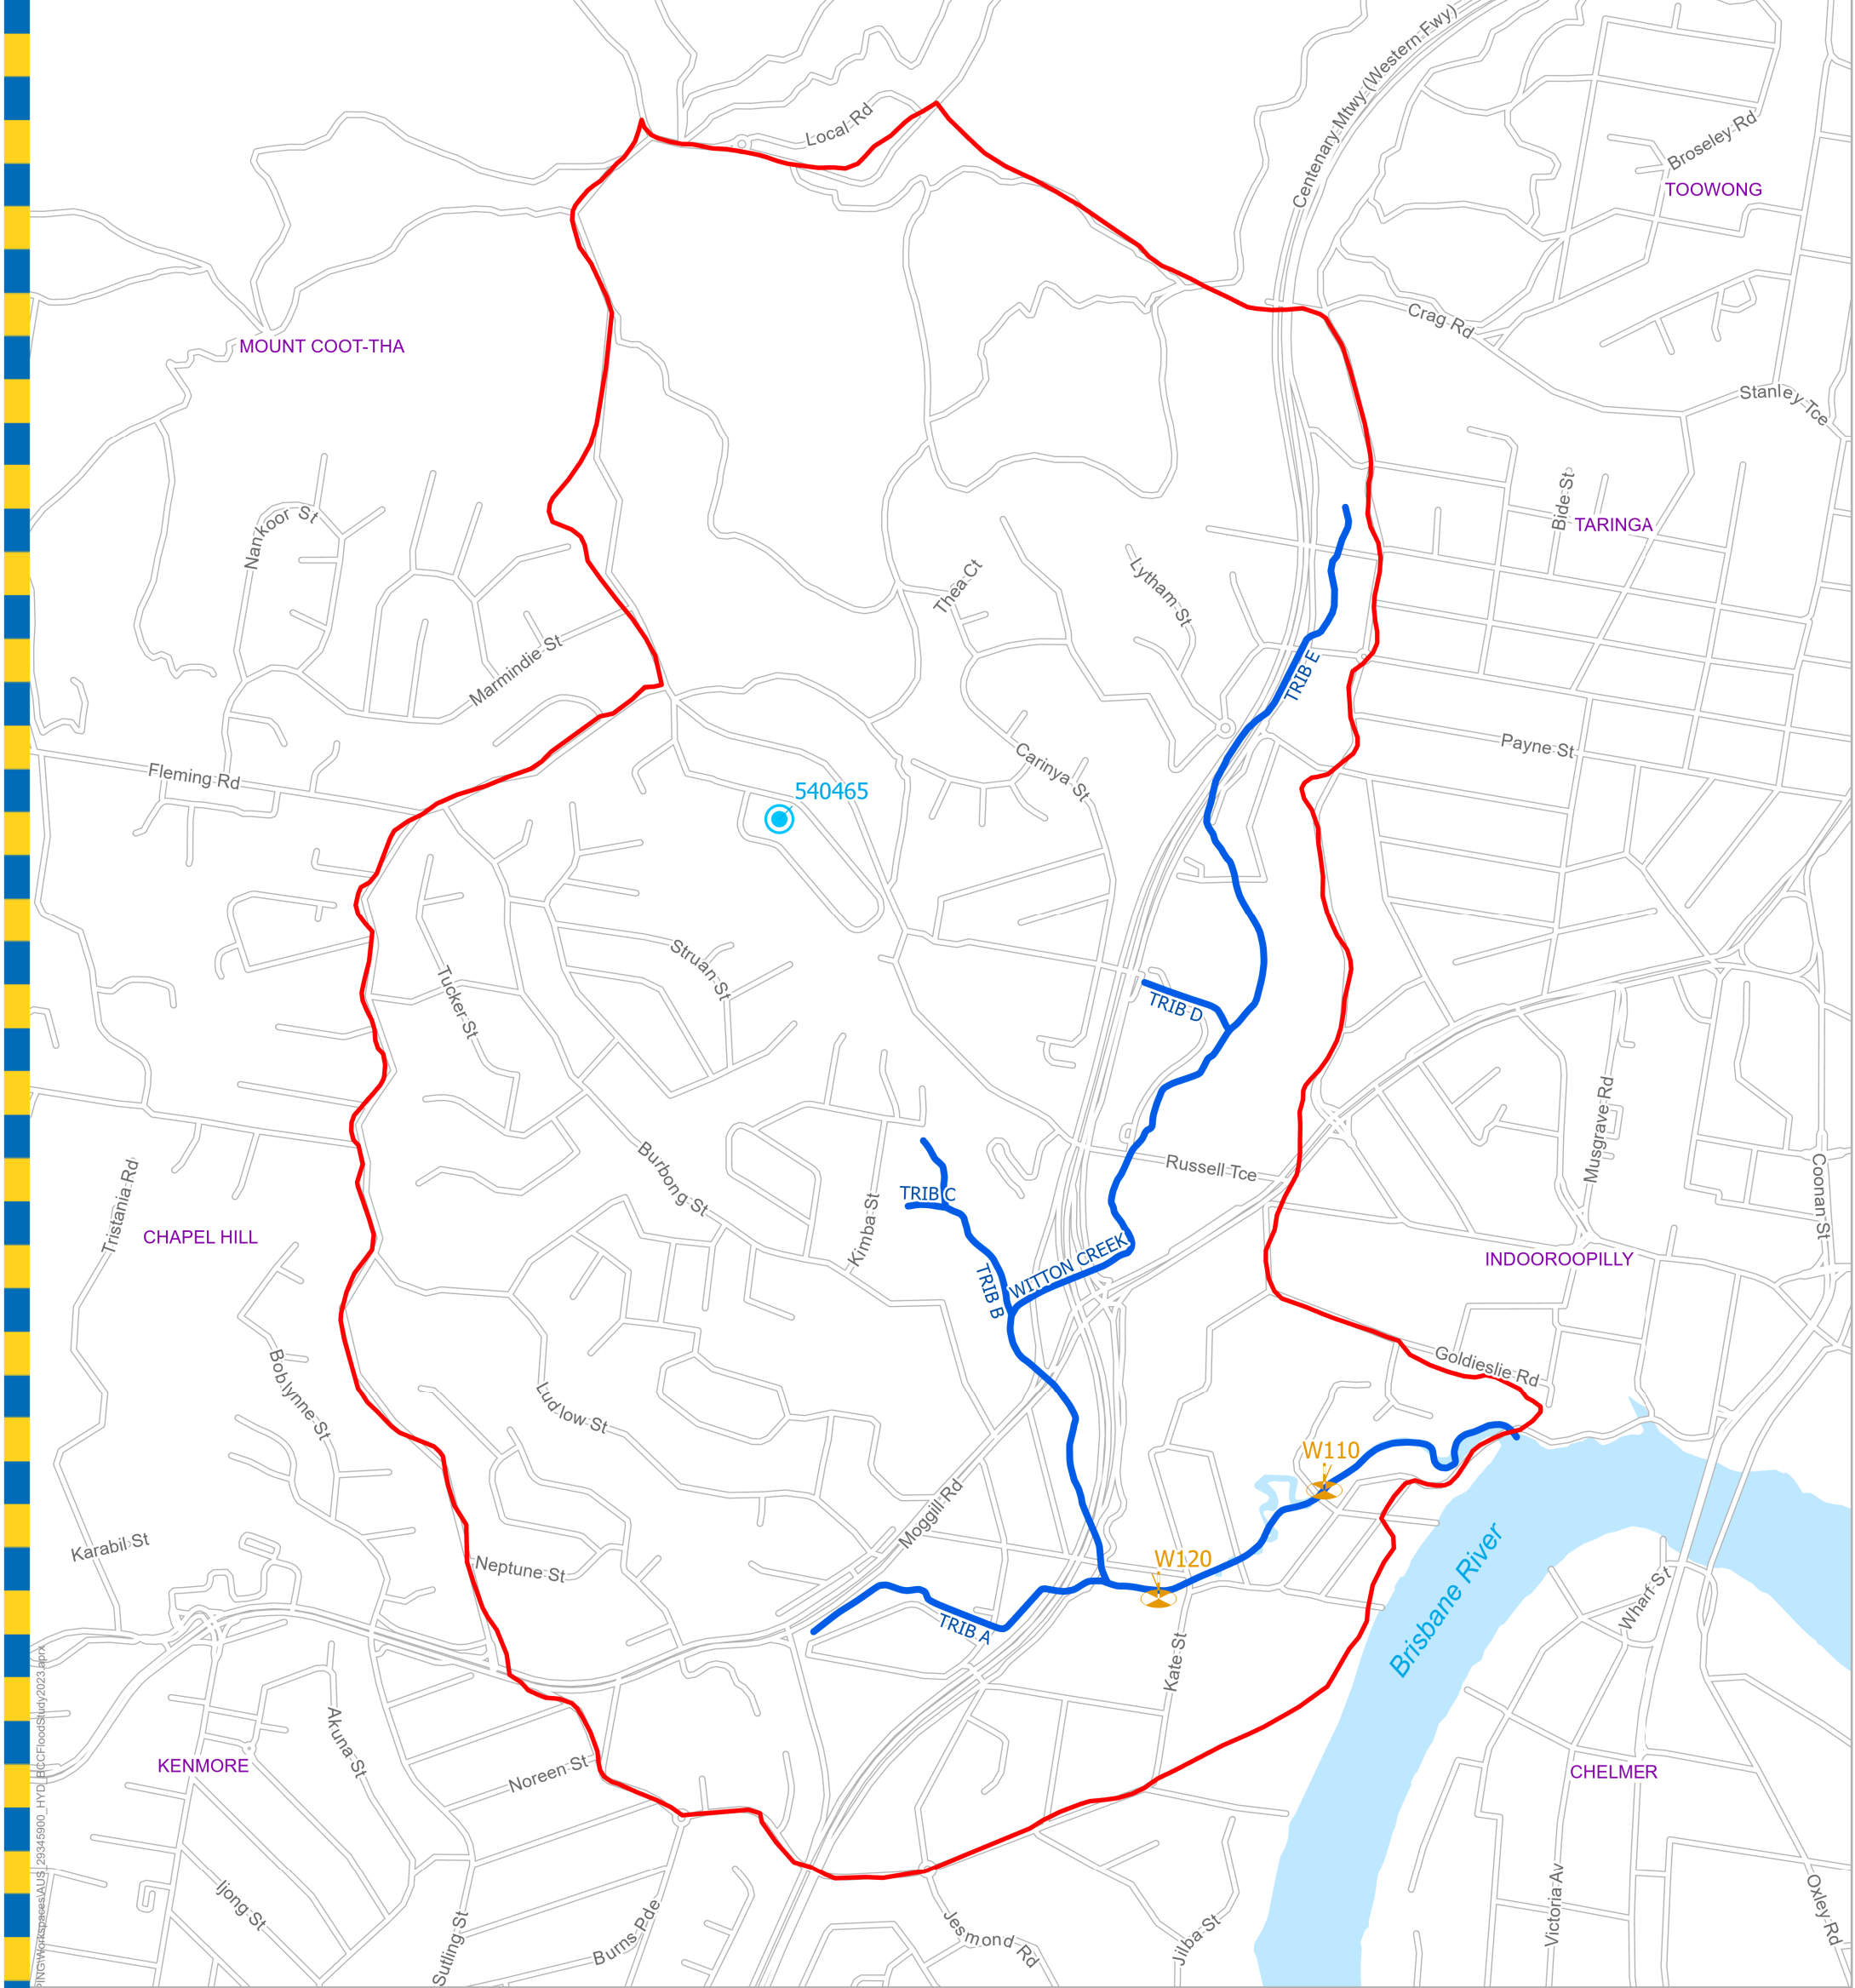 Centenary Mtwy (Western Fwy)
Local Rd
Broseley Rd
TOOWONG
Crag Rd
MOUNT COOT-THA
Stanley Tce
Bide St
Nankoor St
TARINGA
Thea Ct
Lytham St
Marmindie St
TRIB E
Payne St
Carinya St
Fleming Rd
540465
Struan St
Tucker St
TRIB D
Musgrave Rd
Russell Tce
Coonan St
Burbong St
TRIB C
Tristania Rd
Kimba St
CHAPEL HILL
WITTON CREEK
INDOOROOPILLY
TRIB B
Goldieslie Rd
Boblynne St
Ludlow St
W110
Moggill Rd
Karabil St
W120
Neptune St
Brisbane River
Wharf St
TRIB A
Kate St
Akuna St
KENMORE
Noreen St
CHELMER
PING\Workspaces\AUS_29345900_HYD_BCCFloodStudy2023.aprx
Ijong St
Sutling St
Burns Pde
Jesmond Rd
Jilba St
Victoria Av
Oxley Rd